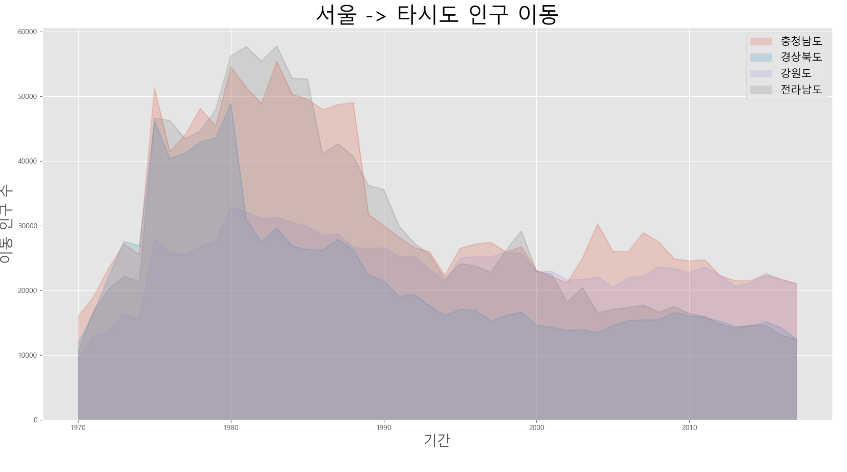 서울 -> 타시도 인구 이동
충청남도
경상북도
강원도
전라남도
60000
50000
40000
30000
20000
10000
0
이동 인구 수
1970
1980
1990
2000
2010
기간